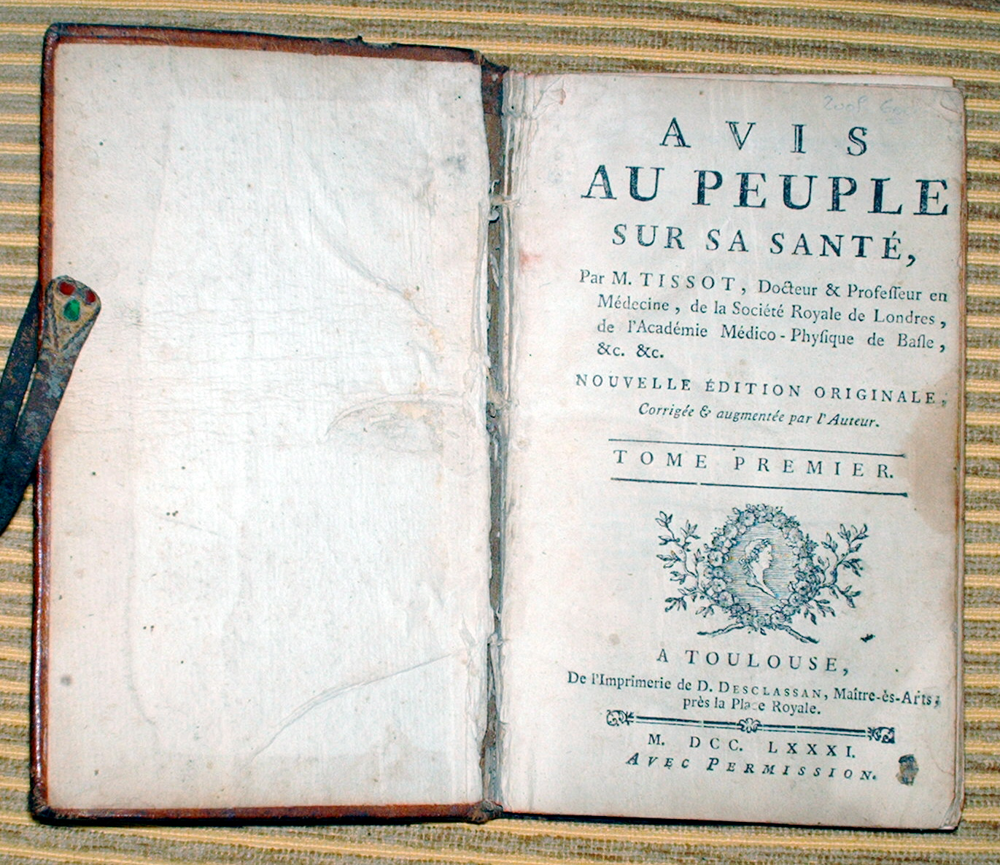 AVIS
AU PEUPLE
SUR SA SANTÉ,
Par M. TISSOT, Docteur & Profeſſeur en
Médecine, de la Société Royale de Londres,
de l'Académie Médico-Phyſique de Baſle,
&c. &c.
NOUVELLE ÉDITION ORIGINALE,
Corrigée & augmentée par l'Auteur.
TOME PREMIER.
A TOULOUSE,
De l'Imprimerie de D. DESCLASSAN, Maître-ès-Arts,
près la Place Royale.
M. DCC. LXXXI.
AVEC PERMISSION.